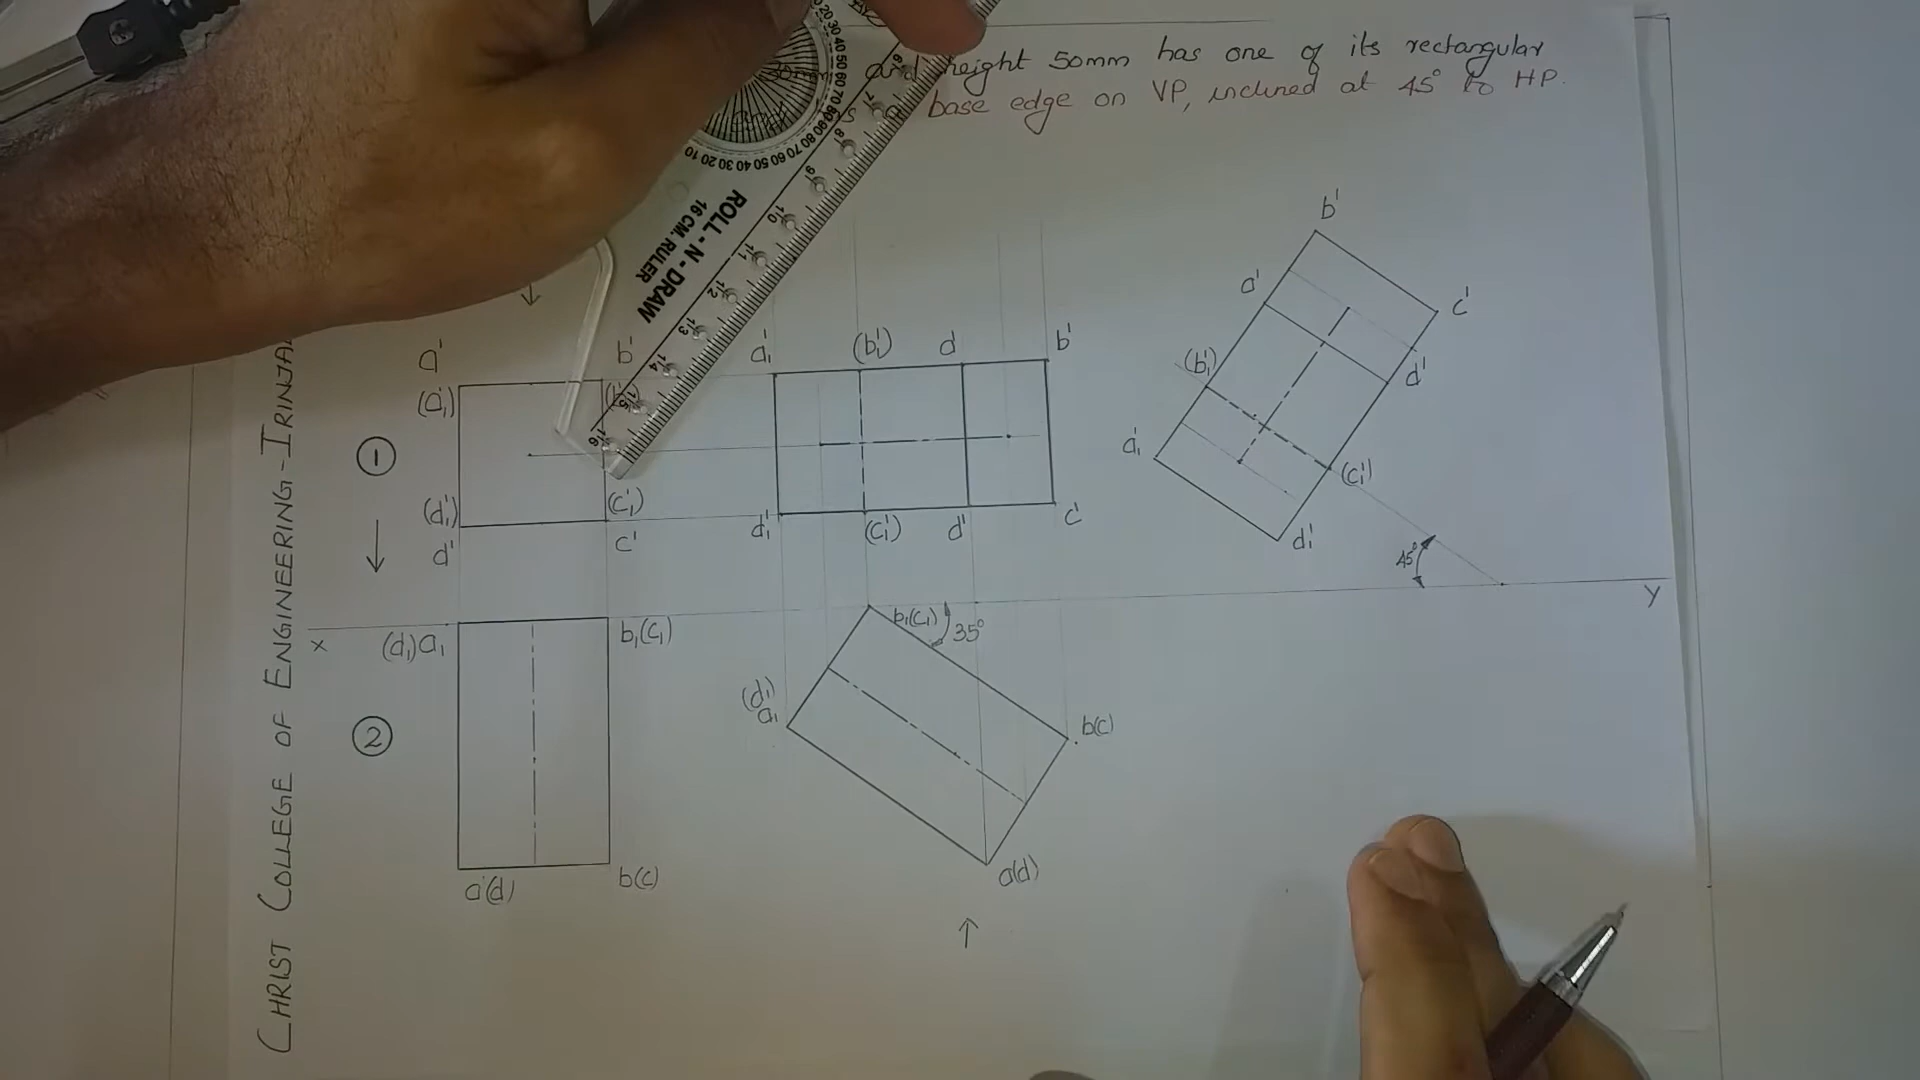 and height 50mm has one of its rectangular
base edge on VP, inclined at 45° to HP.
CHRIST COLLEGE OF ENGINEERING-IRINJA
ROLL-N-DRAW
16 CM. RULER
1
a'
(a₁')
b'
(d₁')
d'
(c₁')
c'
a₁'
(b₁')
d
b'
d₁'
(c₁')
d'
c'
b'
a'
c'
(b₁')
d'
a₁'
(c₁')
d₁'
45°
X
Y
2
(d₁)a₁
b₁(c₁)
a(d)
b(c)
b₁(c₁)
35°
(d₁)
a₁
b(c)
a(d)